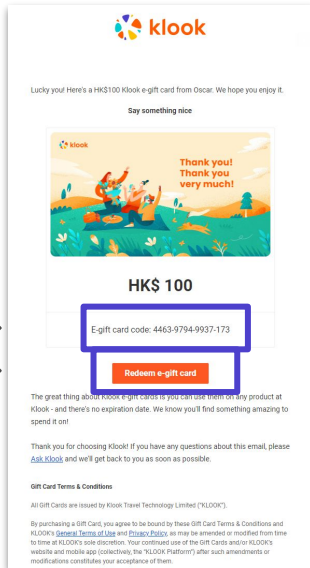 klook
Lucky you! Here's a HK$100 Klook e-gift card from Oscar. We hope you enjoy it.
Say something nice
klook
Thank you!
Thank you
very much!
HK$ 100
E-gift card code: 4463-9794-9937-173
Redeem e-gift card
The great thing about Klook e-gift cards is you can use them on any product at
Klook - and there's no expiration date. We know you'll find something amazing to
spend it on!
Thank you for choosing Klook! If you have any questions about this email, please
Ask Klook and we'll get back to you as soon as possible.
Gift Card Terms & Conditions
All Gift Cards are issued by Klook Travel Technology Limited ("KLOOK").
By purchasing a Gift Card, you agree to be bound by these Gift Card Terms & Conditions and
KLOOK's General Terms of Use and Privacy Policy, as may be amended or modified from time
to time at KLOOK's sole discretion. Your continued use of the Gift Cards and/or KLOOK's
website and mobile app (collectively, the "KLOOK Platform") after such amendments or
modifications constitutes your acceptance of them.